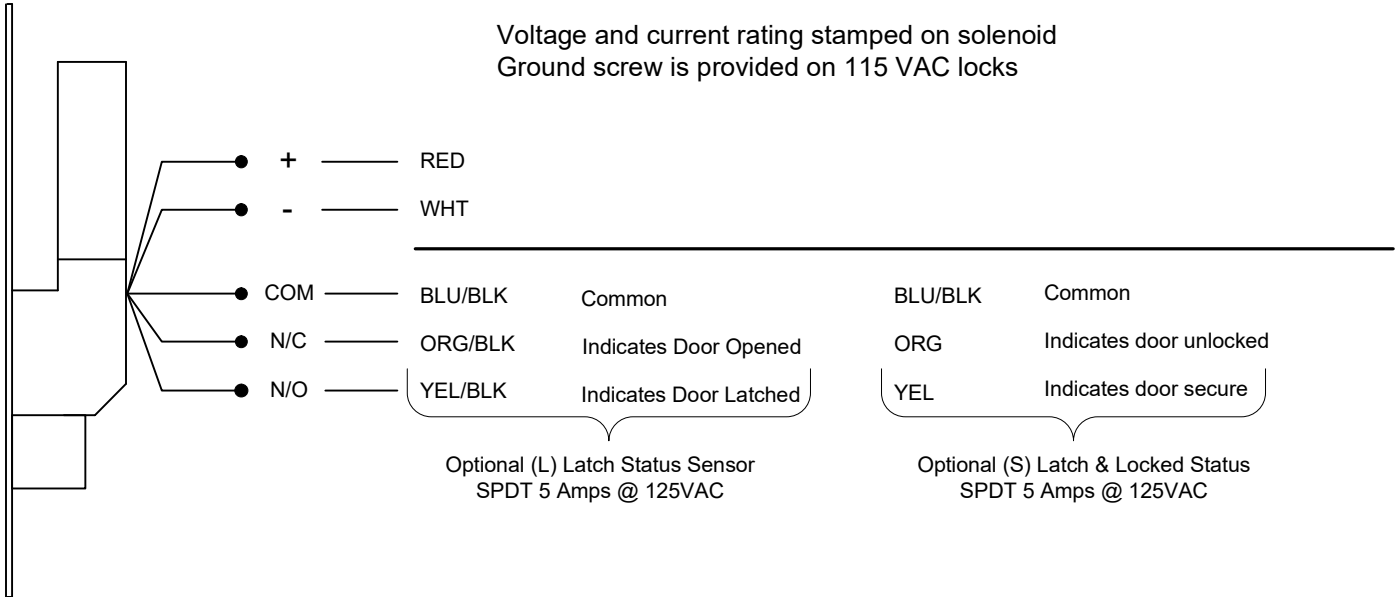 Voltage and current rating stamped on solenoid
Ground screw is provided on 115 VAC locks
+ RED
- WHT
COM BLU/BLK Common BLU/BLK Common
N/C ORG/BLK Indicates Door Opened ORG Indicates door unlocked
N/O YEL/BLK Indicates Door Latched YEL Indicates door secure
Optional (L) Latch Status Sensor Optional (S) Latch & Locked Status
SPDT 5 Amps @ 125VAC SPDT 5 Amps @ 125VAC